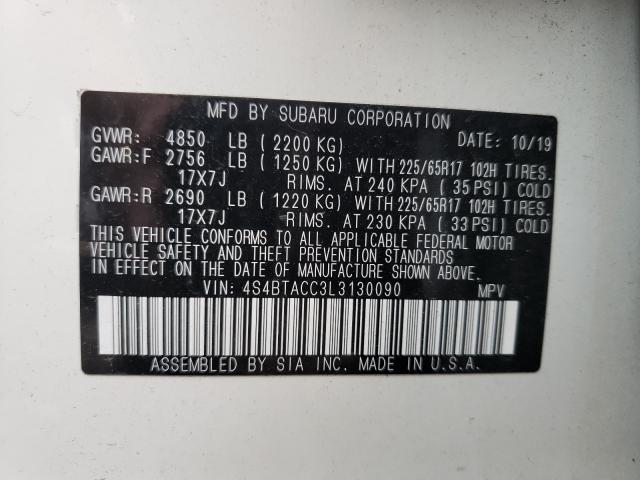 MFD BY SUBARU CORPORATION
GVWR: 4850 LB (2200 KG) DATE: 10/19
GAWR:F 2756 LB (1250 KG) WITH 225/65R17 102H TIRES.
17X7J RIMS. AT 240 KPA (35 PSI) COLD
GAWR:R 2690 LB (1220 KG) WITH 225/65R17 102H TIRES.
17X7J RIMS. AT 230 KPA (33 PSI) COLD
THIS VEHICLE CONFORMS TO ALL APPLICABLE FEDERAL MOTOR
VEHICLE SAFETY AND THEFT PREVENTION STANDARDS
IN EFFECT ON THE DATE OF MANUFACTURE SHOWN ABOVE.
VIN: 4S4BTACC3L3130090 MPV
ASSEMBLED BY SIA INC. MADE IN U.S.A.